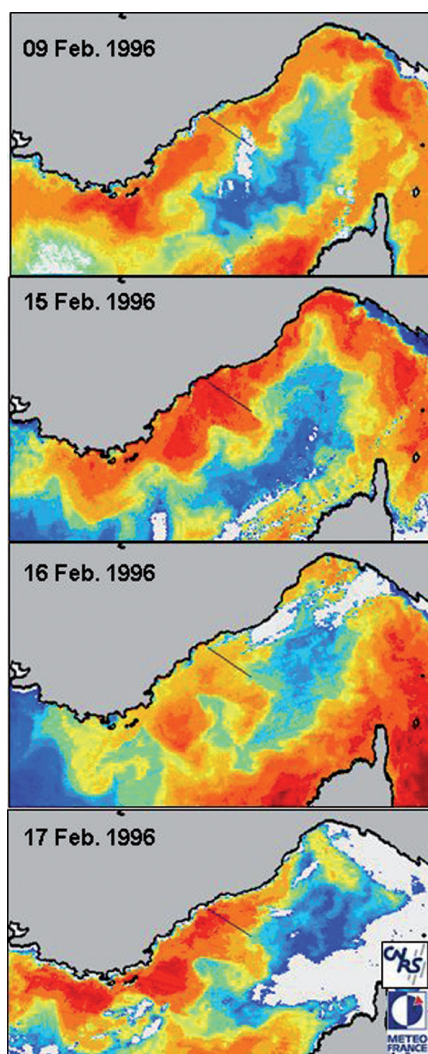 09 Feb. 1996
15 Feb. 1996
16 Feb. 1996
17 Feb. 1996
CNRS
METEO
FRANCE